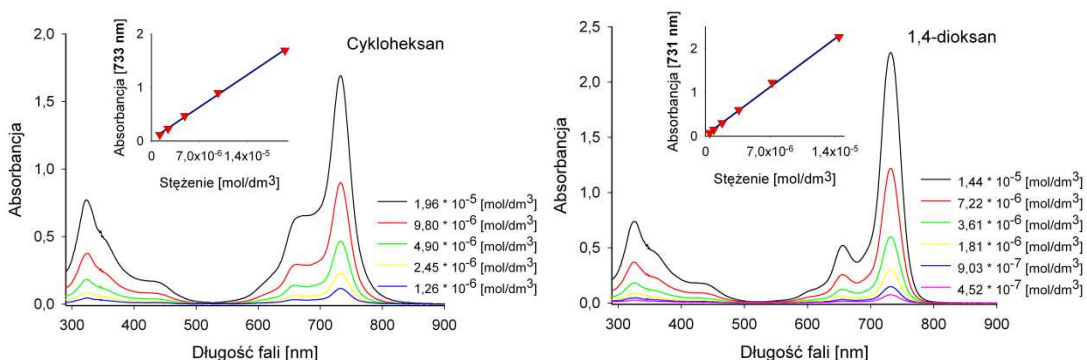 Cykloheksan
Absorbancja
2,0
1,5
1,0
0,5
0,0
300 400 500 600 700 800 900
Długość fali [nm]
Absorbancja [733 nm]
2
1
0
0 7,0x10-6 1,4x10-5
Stężenie [mol/dm3]
1,96 * 10-5 [mol/dm3]
9,80 * 10-6 [mol/dm3]
4,90 * 10-6 [mol/dm3]
2,45 * 10-6 [mol/dm3]
1,26 * 10-6 [mol/dm3]
1,4-dioksan
Absorbancja
2,5
2,0
1,5
1,0
0,5
0,0
300 400 500 600 700 800 900
Długość fali [nm]
Absorbancja [731 nm]
2
1
0
0 7,0x10-6 1,4x10-5
Stężenie [mol/dm3]
1,44 * 10-5 [mol/dm3]
7,22 * 10-6 [mol/dm3]
3,61 * 10-6 [mol/dm3]
1,81 * 10-6 [mol/dm3]
9,03 * 10-7 [mol/dm3]
4,52 * 10-7 [mol/dm3]